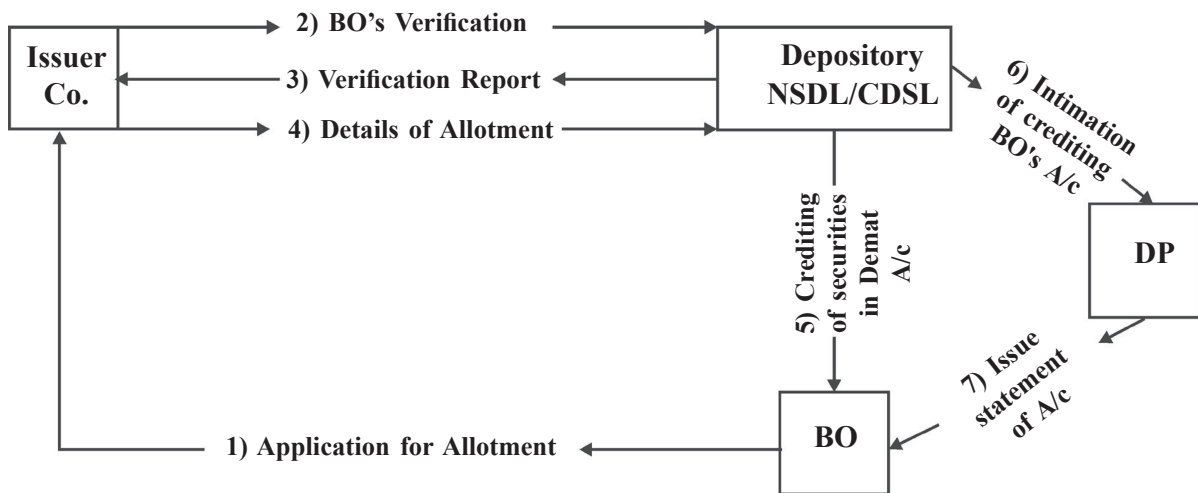 2) BO’s Verification
Issuer
Co.
3) Verification Report
4) Details of Allotment
Depository
NSDL/CDSL
6) Intimation
of crediting
BO's A/c
5) Crediting
of securities
in Demat
A/c
DP
7) Issue
statement
of A/c
BO
1) Application for Allotment